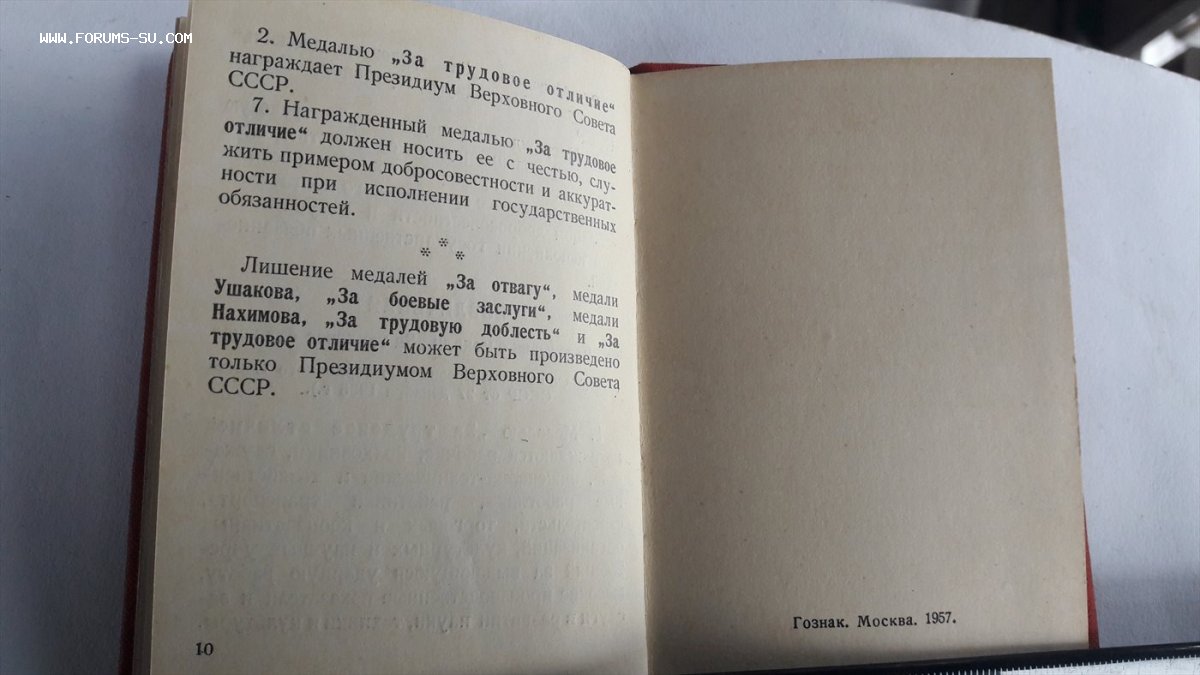 WWW.FORUMS-SU.COM
2. Медалью „За трудовое отличие“
награждает Президиум Верховного Совета
СССР.
7. Награжденный медалью „За трудовое
отличие“ должен носить ее с честью, слу-
жить примером добросовестности и аккурат-
ности при исполнении государственных
обязанностей.
* * *
Лишение медалей „За отвагу“, медали
Ушакова, „За боевые заслуги“, медали
Нахимова, „За трудовую доблесть“ и „За
трудовое отличие“ может быть произведено
только Президиумом Верховного Совета
СССР.
10
Гознак. Москва. 1957.